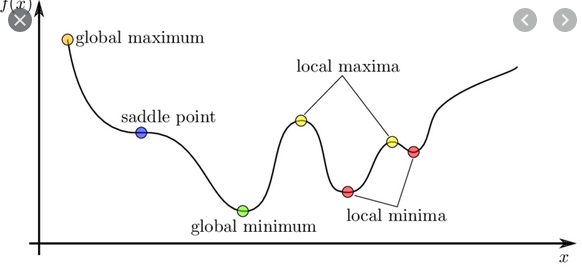 f(x)
global maximum
local maxima
saddle point
global minimum
local minima
x